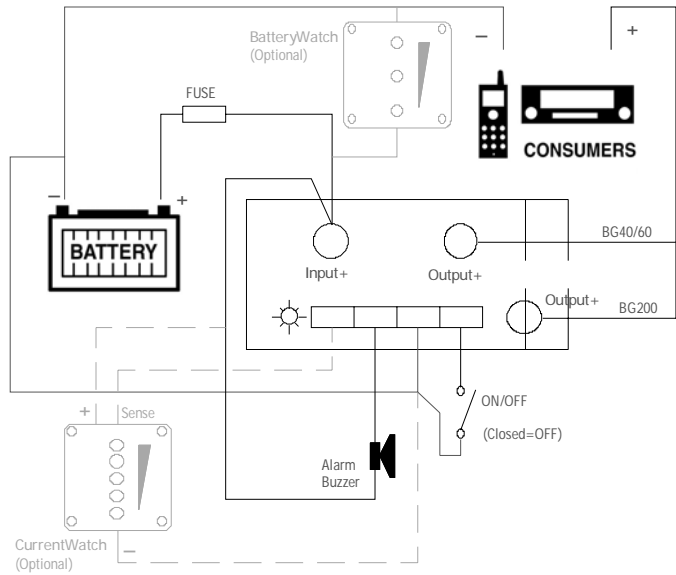 BatteryWatch
(Optional)
−
+
FUSE
CONSUMERS
−
+
BATTERY
Input+
Output+
BG40/60
Output+
BG200
+
Sense
ON/OFF
(Closed=OFF)
Alarm
Buzzer
CurrentWatch
(Optional)
−